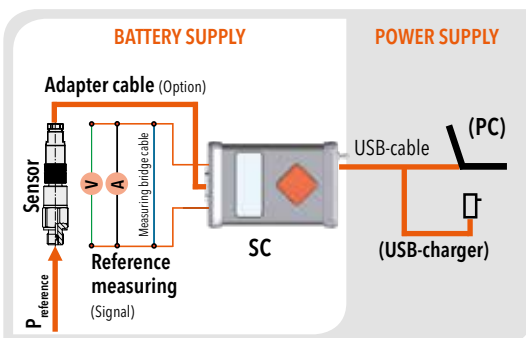 BATTERY SUPPLY
POWER SUPPLY
Adapter cable (Option)
Sensor
V
A
Measuring bridge cable
USB-cable
(PC)
SC
(USB-charger)
Reference
measuring
(Signal)
P reference